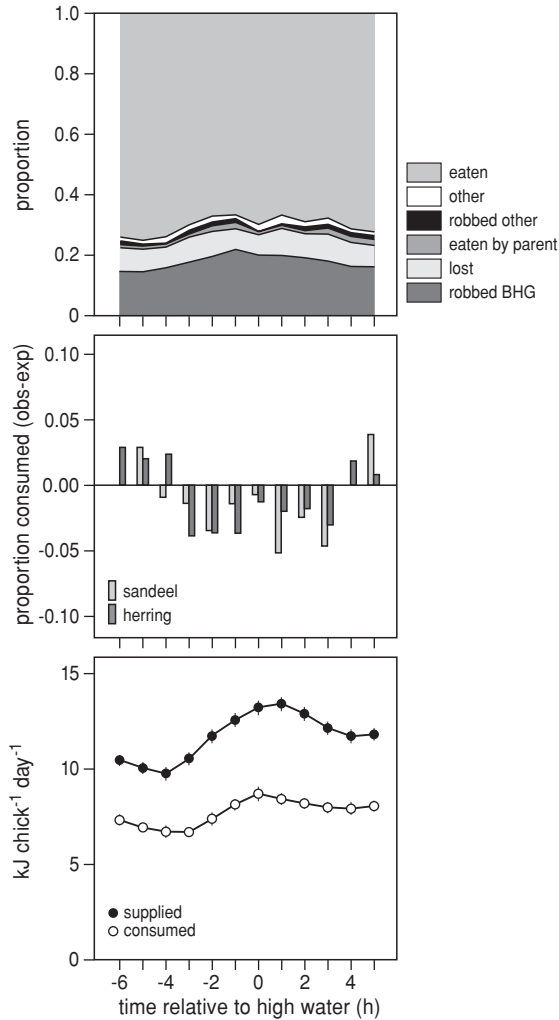 proportion
1.0
0.8
0.6
0.4
0.2
0
eaten
other
robbed other
eaten by parent
lost
robbed BHG
proportion consumed (obs-exp)
0.10
0.05
0.00
-0.05
-0.10
sandeel
herring
kJ chick-1 day-1
15
10
5
0
supplied
consumed
-6 -4 -2 0 2 4
time relative to high water (h)